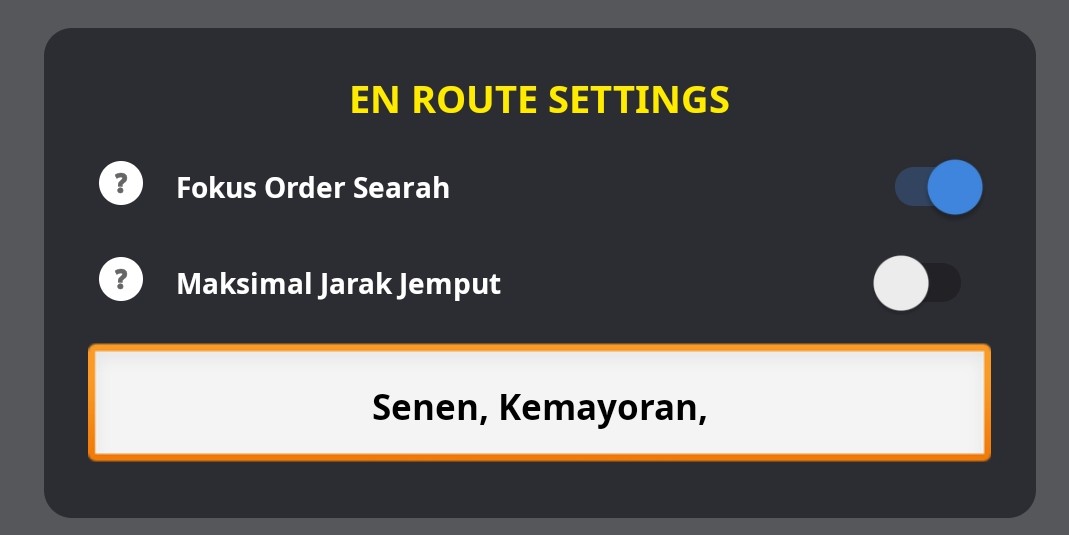 EN ROUTE SETTINGS
? Fokus Order Searah
? Maksimal Jarak Jemput
Senen, Kemayoran,